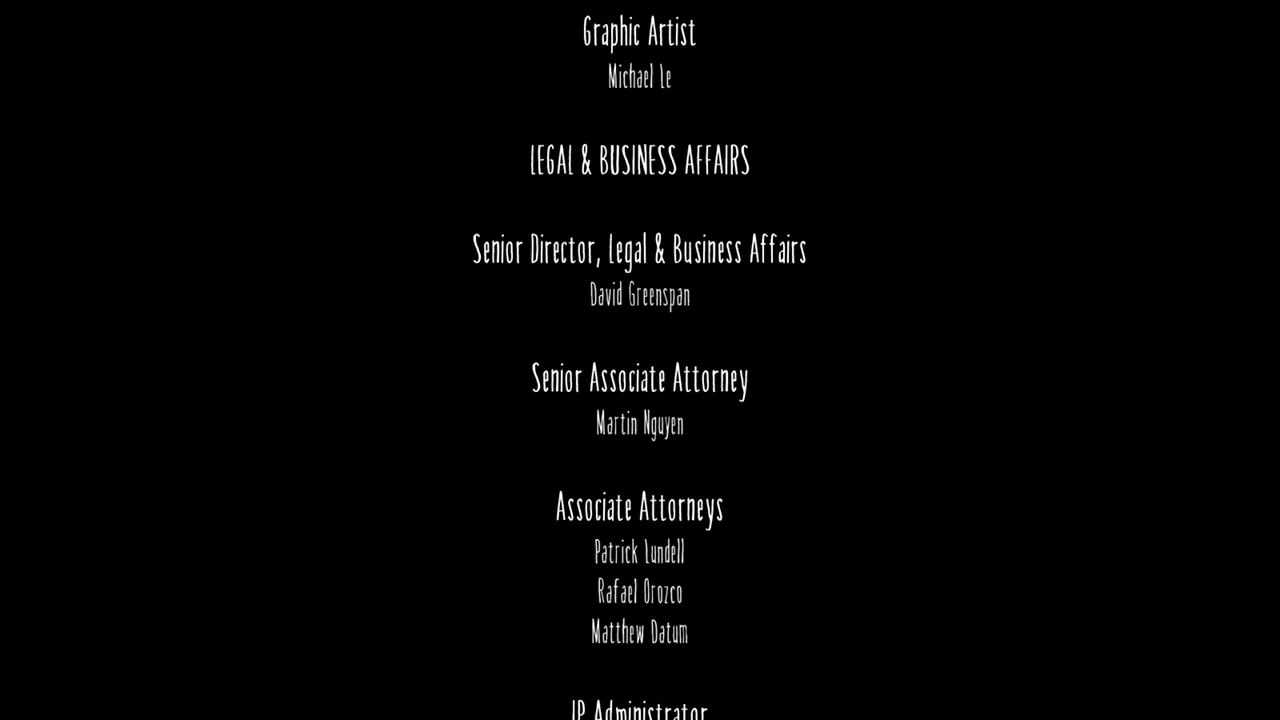 Graphic Artist
Michael Le
LEGAL & BUSINESS AFFAIRS
Senior Director, Legal & Business Affairs
David Greenspan
Senior Associate Attorney
Martin Nguyen
Associate Attorneys
Patrick Lundell
Rafael Orozco
Matthew Datum
IP Administrator